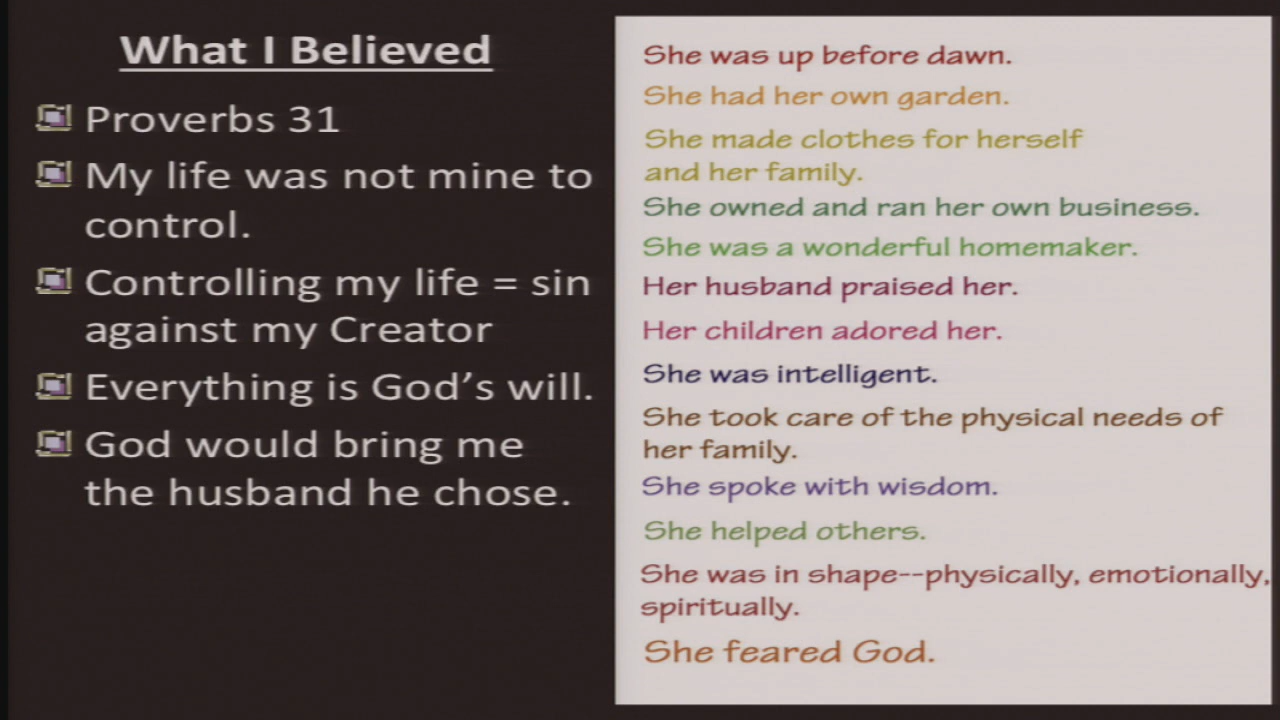 What I Believed
Proverbs 31
My life was not mine to
control.
Controlling my life = sin
against my Creator
Everything is God's will.
God would bring me
the husband he chose.
She was up before dawn.
She had her own garden.
She made clothes for herself
and her family.
She owned and ran her own business.
She was a wonderful homemaker.
Her husband praised her.
Her children adored her.
She was intelligent.
She took care of the physical needs of
her family.
She spoke with wisdom.
She helped others.
She was in shape--physically, emotionally,
spiritually.
She feared God.